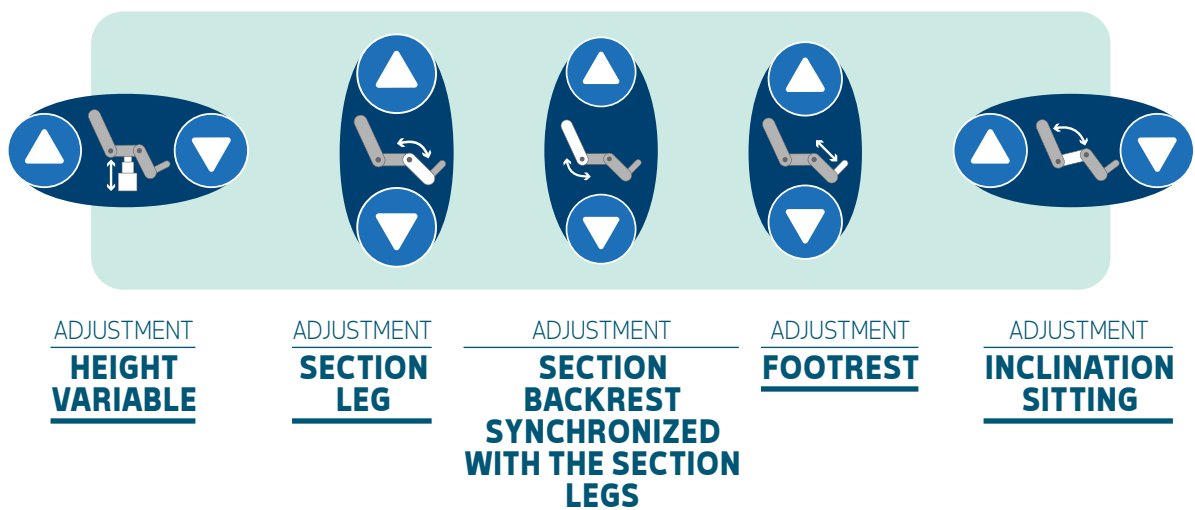 ADJUSTMENT
HEIGHT
VARIABLE
ADJUSTMENT
SECTION
LEG
ADJUSTMENT
SECTION
BACKREST
SYNCHRONIZED
WITH THE SECTION
LEGS
ADJUSTMENT
FOOTREST
ADJUSTMENT
INCLINATION
SITTING